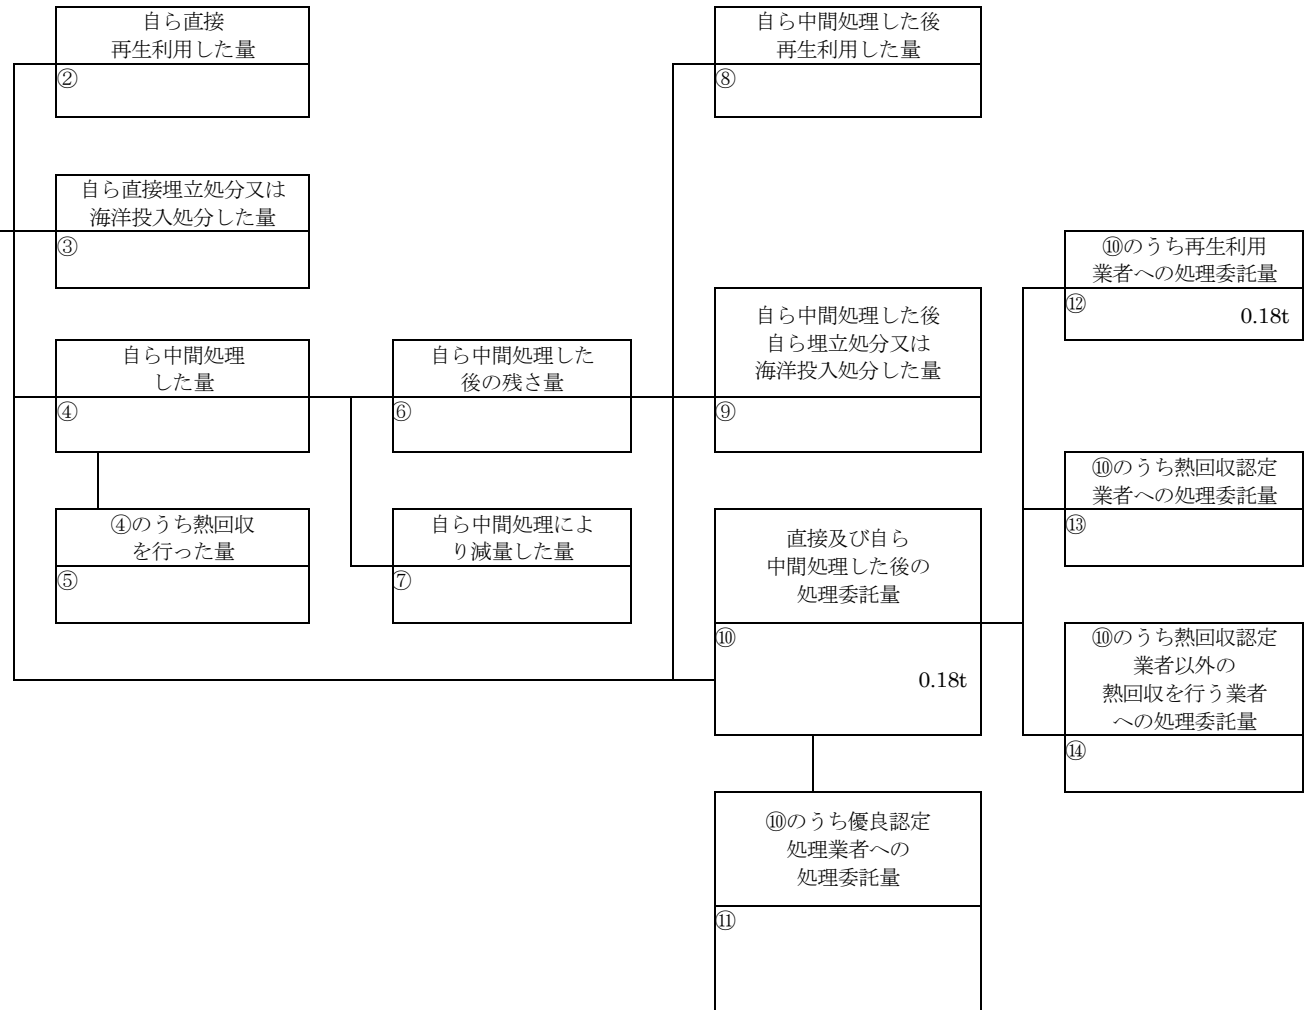 自ら直接
再生利用した量
②
自ら直接埋立処分又は
海洋投入処分した量
③
自ら中間処理
した量
④
④のうち熱回収
を行った量
⑤
自ら中間処理した
後の残さ量
⑥
自ら中間処理によ
り減量した量
⑦
自ら中間処理した後
再生利用した量
⑧
自ら中間処理した後
自ら埋立処分又は
海洋投入処分した量
⑨
直接及び自ら
中間処理した後の
処理委託量
⑩
0.18t
⑩のうち優良認定
処理業者への
処理委託量
⑪
⑩のうち再生利用
業者への処理委託量
⑫
0.18t
⑩のうち熱回収認定
業者への処理委託量
⑬
⑩のうち熱回収認定
業者以外の
熱回収を行う業者
への処理委託量
⑭